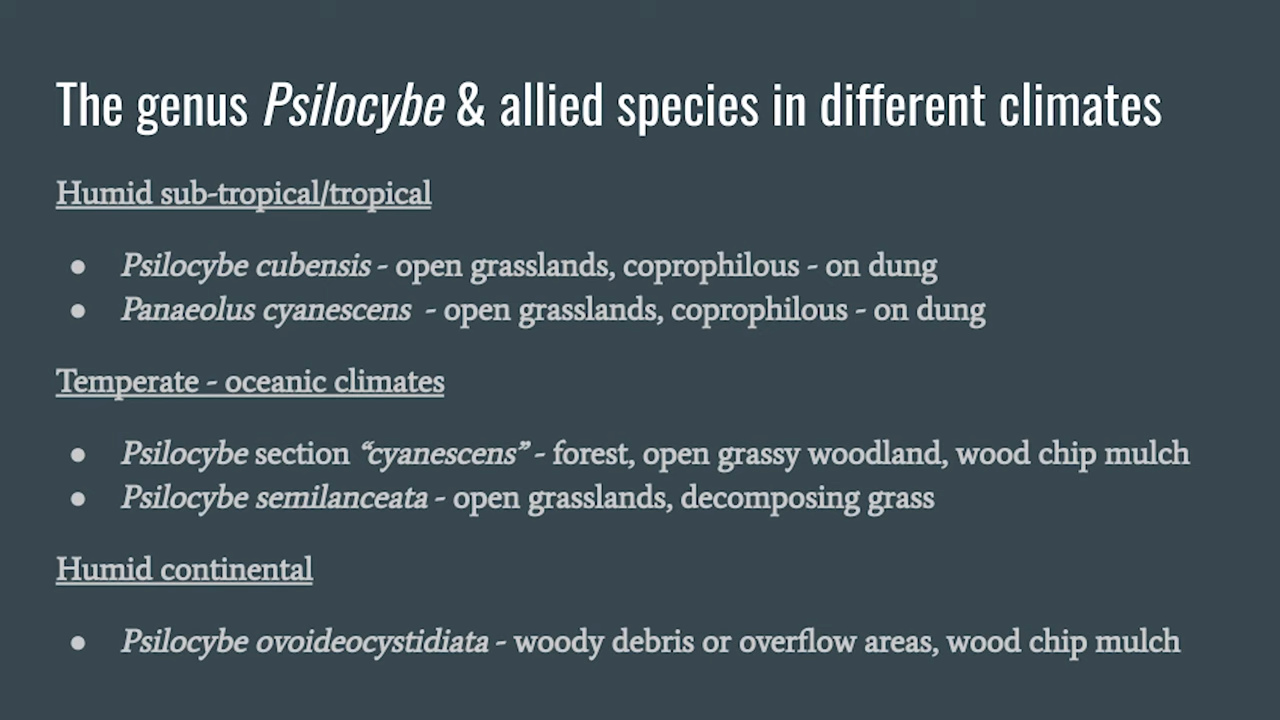 The genus Psilocybe & allied species in different climates
Humid sub-tropical/tropical
● Psilocybe cubensis - open grasslands, coprophilous - on dung
● Panaeolus cyanescens - open grasslands, coprophilous - on dung
Temperate - oceanic climates
● Psilocybe section “cyanescens” - forest, open grassy woodland, wood chip mulch
● Psilocybe semilanceata - open grasslands, decomposing grass
Humid continental
● Psilocybe ovoideocystidiata - woody debris or overflow areas, wood chip mulch